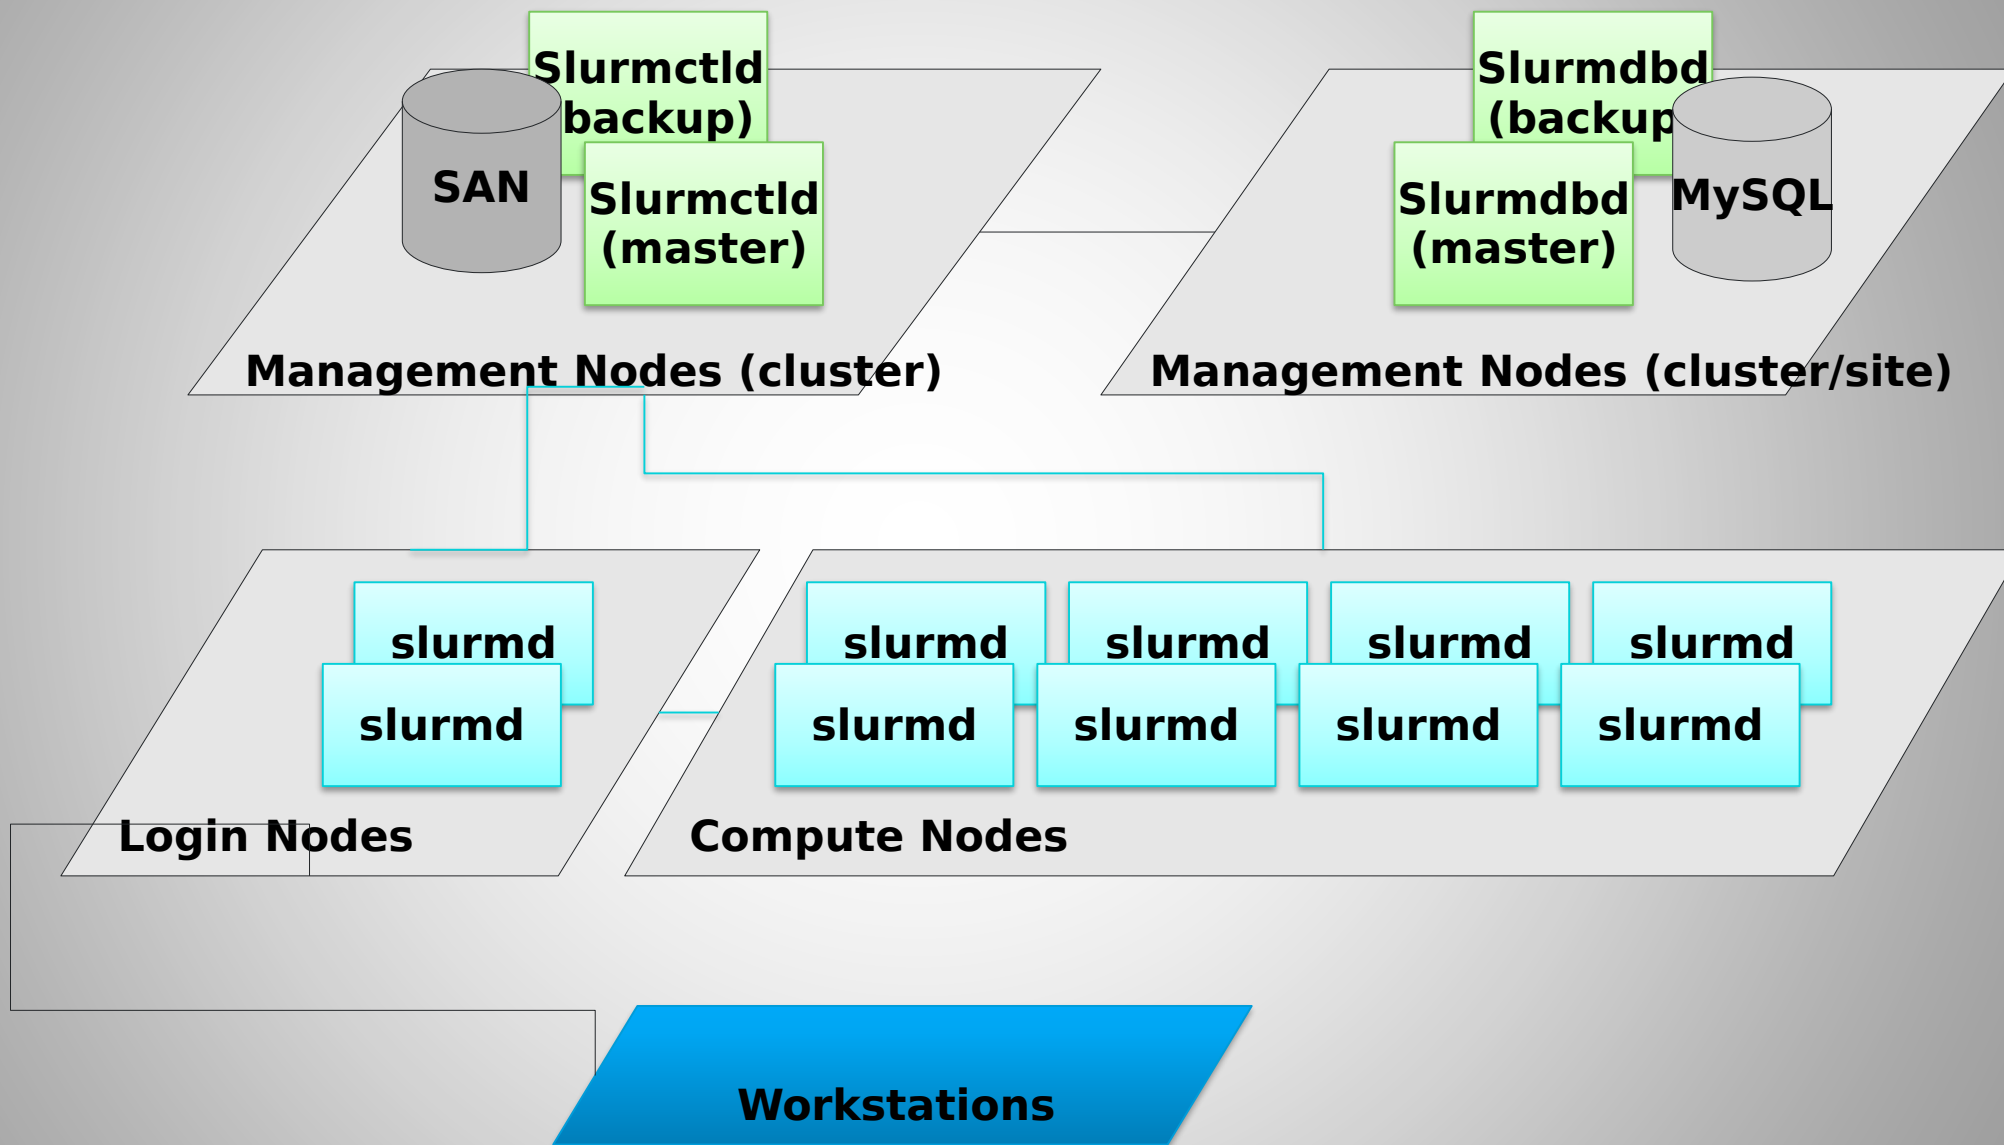 Slurmctld
(backup)
SAN
Slurmctld
(master)
Management Nodes (cluster)
Slurmdbd
(backup
MySQL
Slurmdbd
(master)
Management Nodes (cluster/site)
slurmd
slurmd
Login Nodes
slurmd
slurmd
slurmd
slurmd
slurmd
slurmd
slurmd
slurmd
Compute Nodes
Workstations